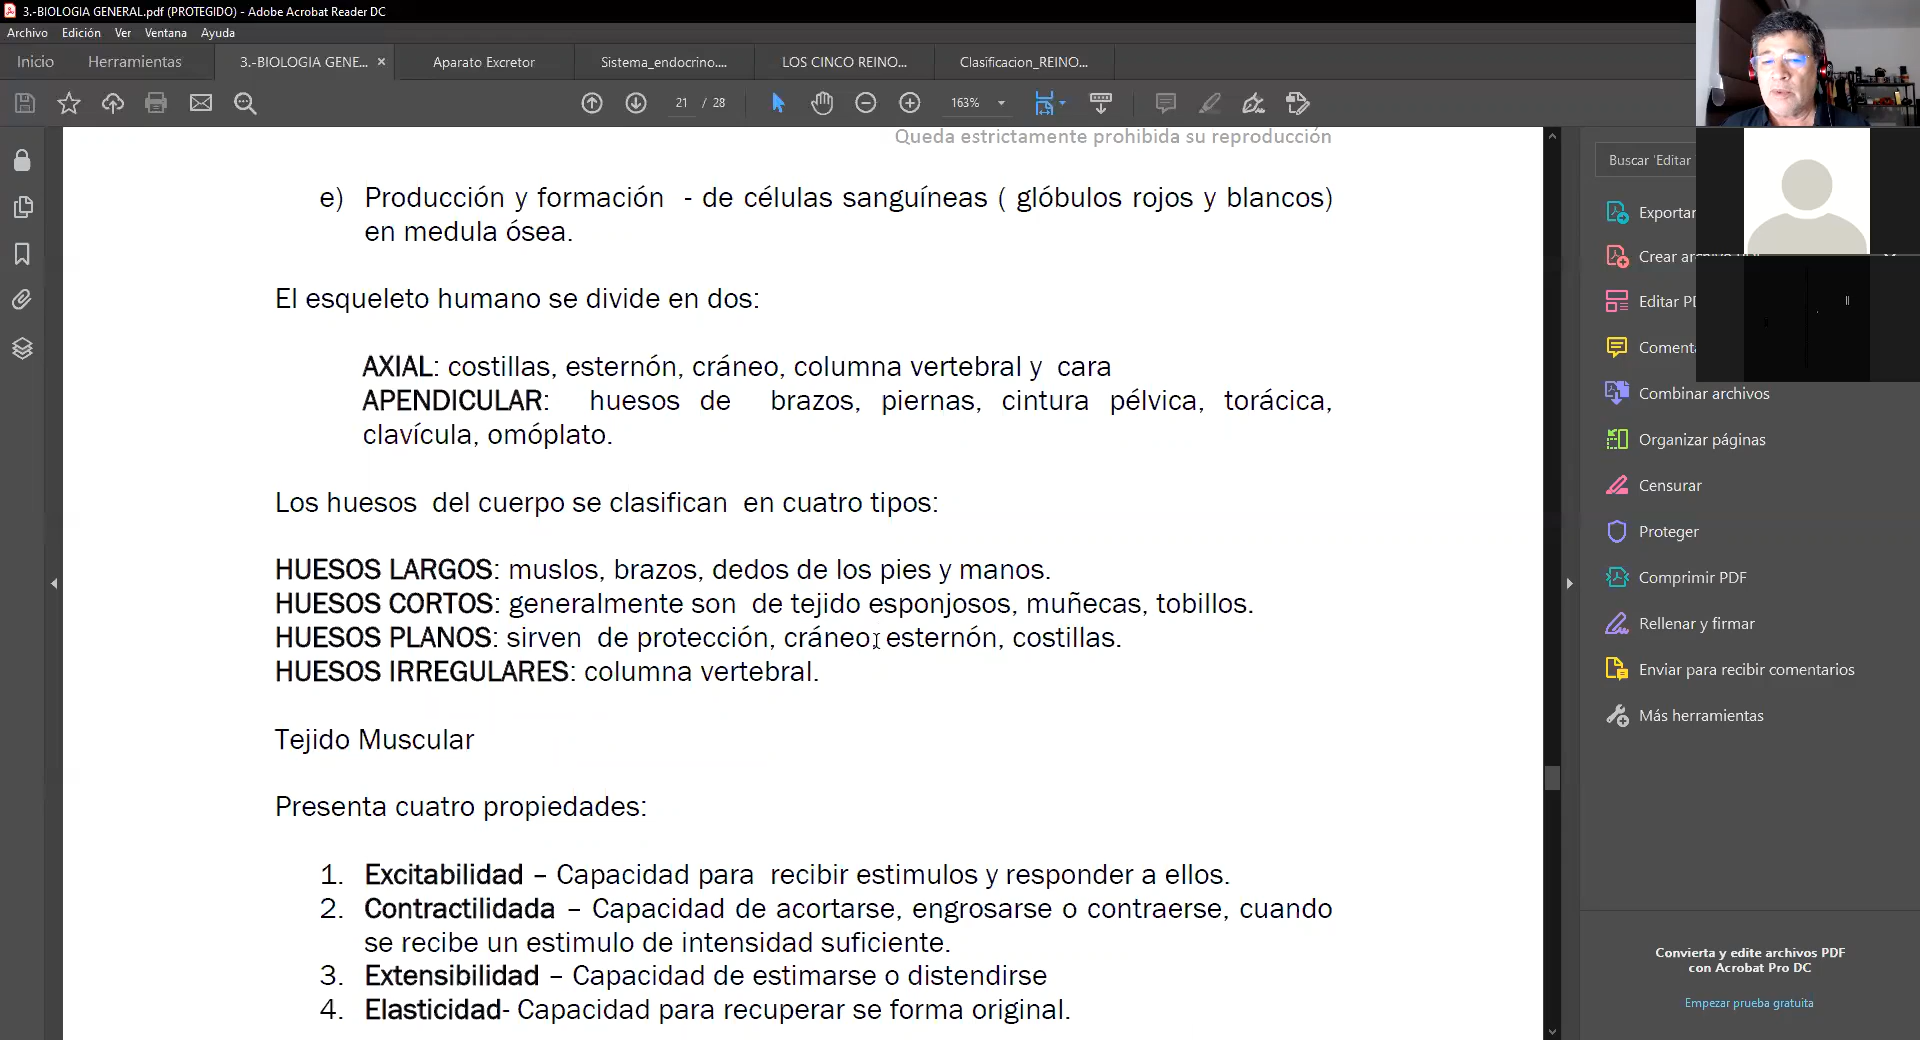 3.-BIOLOGIA GENERAL.pdf (PROTEGIDO) - Adobe Acrobat Reader DC
Archivo Edición Ver Ventana Ayuda
Inicio Herramientas 3.-BIOLOGIA GENE... × Aparato Excretor Sistema_endocrino.... LOS CINCO REINO... Clasificacion_REINO...
21 / 28 163%
Queda estrictamente prohibida su reproducción
e) Producción y formación - de células sanguíneas ( glóbulos rojos y blancos)
en medula ósea.
El esqueleto humano se divide en dos:
AXIAL: costillas, esternón, cráneo, columna vertebral y cara
APENDICULAR: huesos de brazos, piernas, cintura pélvica, torácica,
clavícula, omóplato.
Los huesos del cuerpo se clasifican en cuatro tipos:
HUESOS LARGOS: muslos, brazos, dedos de los pies y manos.
HUESOS CORTOS: generalmente son de tejido esponjosos, muñecas, tobillos.
HUESOS PLANOS: sirven de protección, cráneo, esternón, costillas.
HUESOS IRREGULARES: columna vertebral.
Tejido Muscular
Presenta cuatro propiedades:
1. Excitabilidad – Capacidad para recibir estimulos y responder a ellos.
2. Contractilidada – Capacidad de acortarse, engrosarse o contraerse, cuando
se recibe un estimulo de intensidad suficiente.
3. Extensibilidad – Capacidad de estimarse o distendirse
4. Elasticidad- Capacidad para recuperar se forma original.
Buscar 'Editar
Exportar
Crear
Editar
Combinar archivos
Organizar páginas
Censurar
Proteger
Comprimir PDF
Rellenar y firmar
Enviar para recibir comentarios
Más herramientas
Convierta y edite archivos PDF
con Acrobat Pro DC
Empezar prueba gratuita